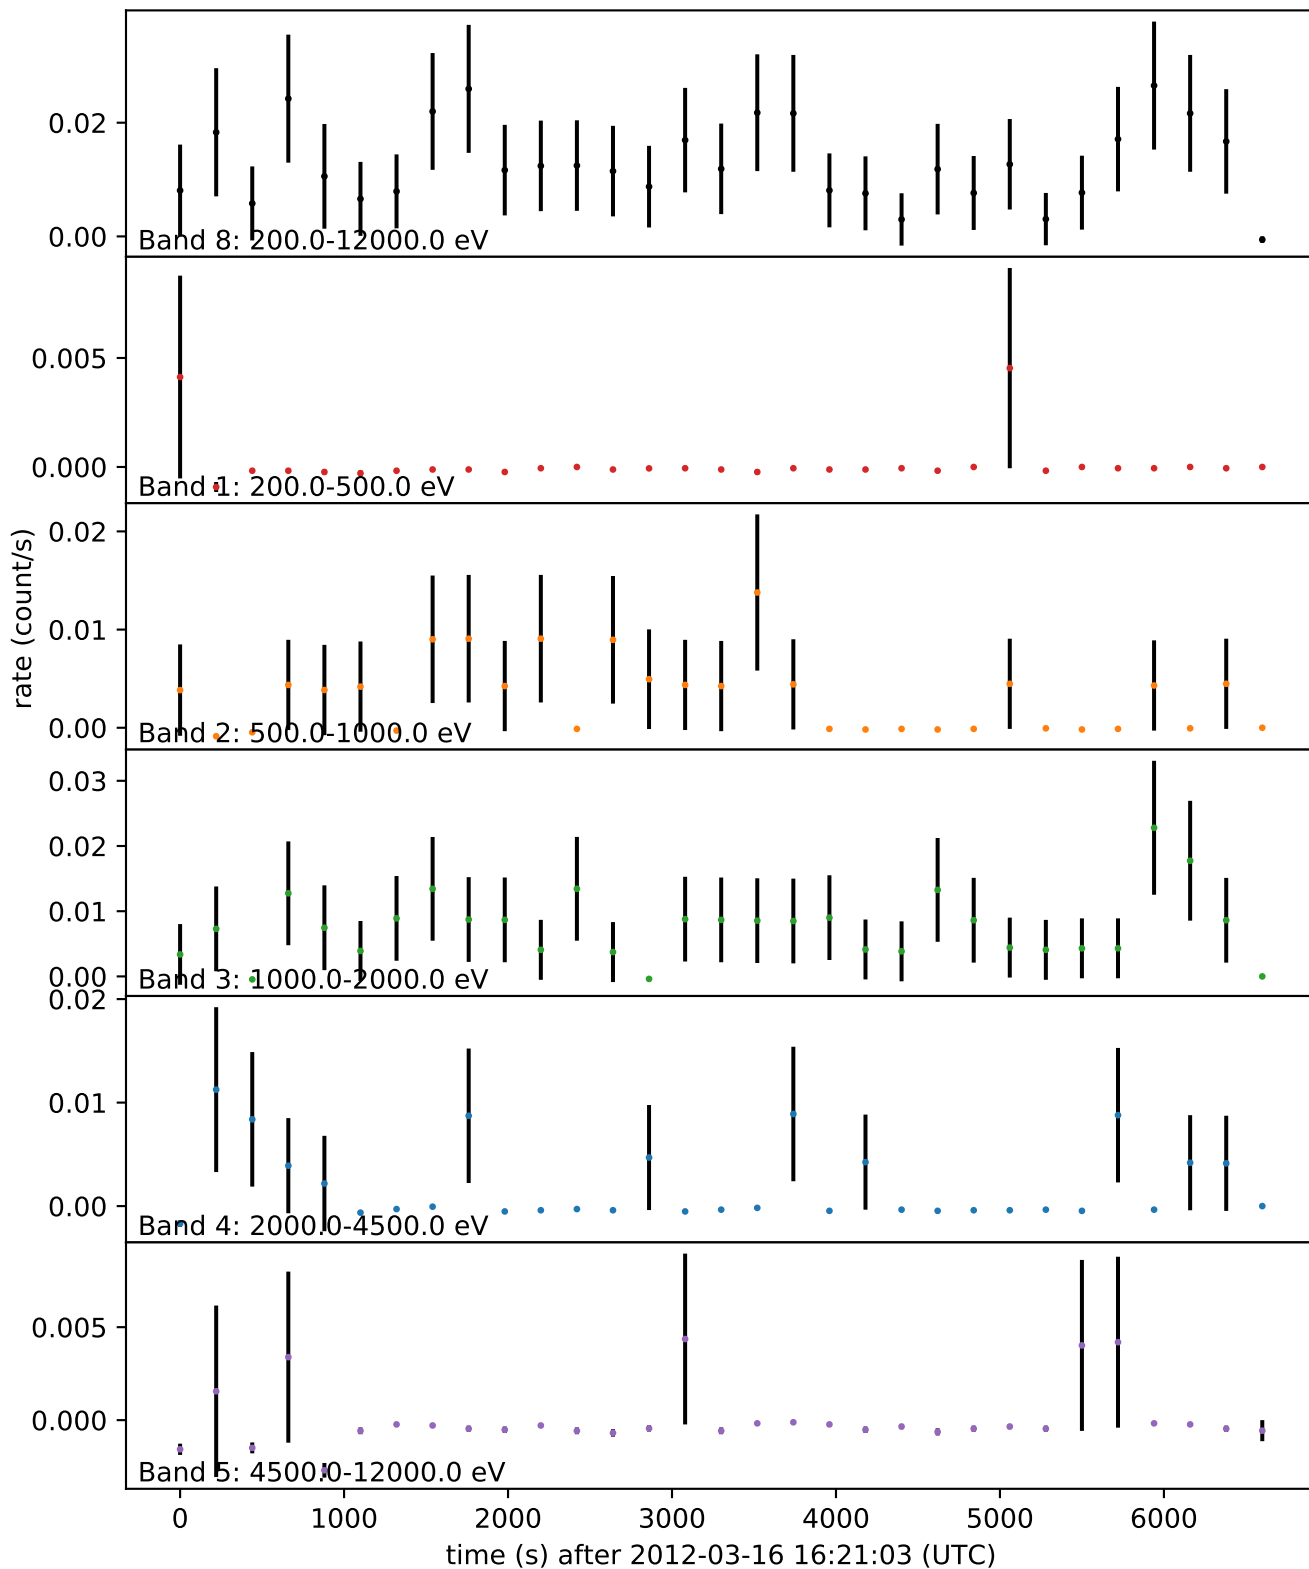 0.02
0.00
Band 8: 200.0-12000.0 eV
0.005
0.000
Band 1: 200.0-500.0 eV
0.02
0.01
0.00
Band 2: 500.0-1000.0 eV
rate (count/s)
0.03
0.02
0.01
0.00
Band 3: 1000.0-2000.0 eV
0.02
0.01
0.00
Band 4: 2000.0-4500.0 eV
0.005
0.000
Band 5: 4500.0-12000.0 eV
0 1000 2000 3000 4000 5000 6000
time (s) after 2012-03-16 16:21:03 (UTC)